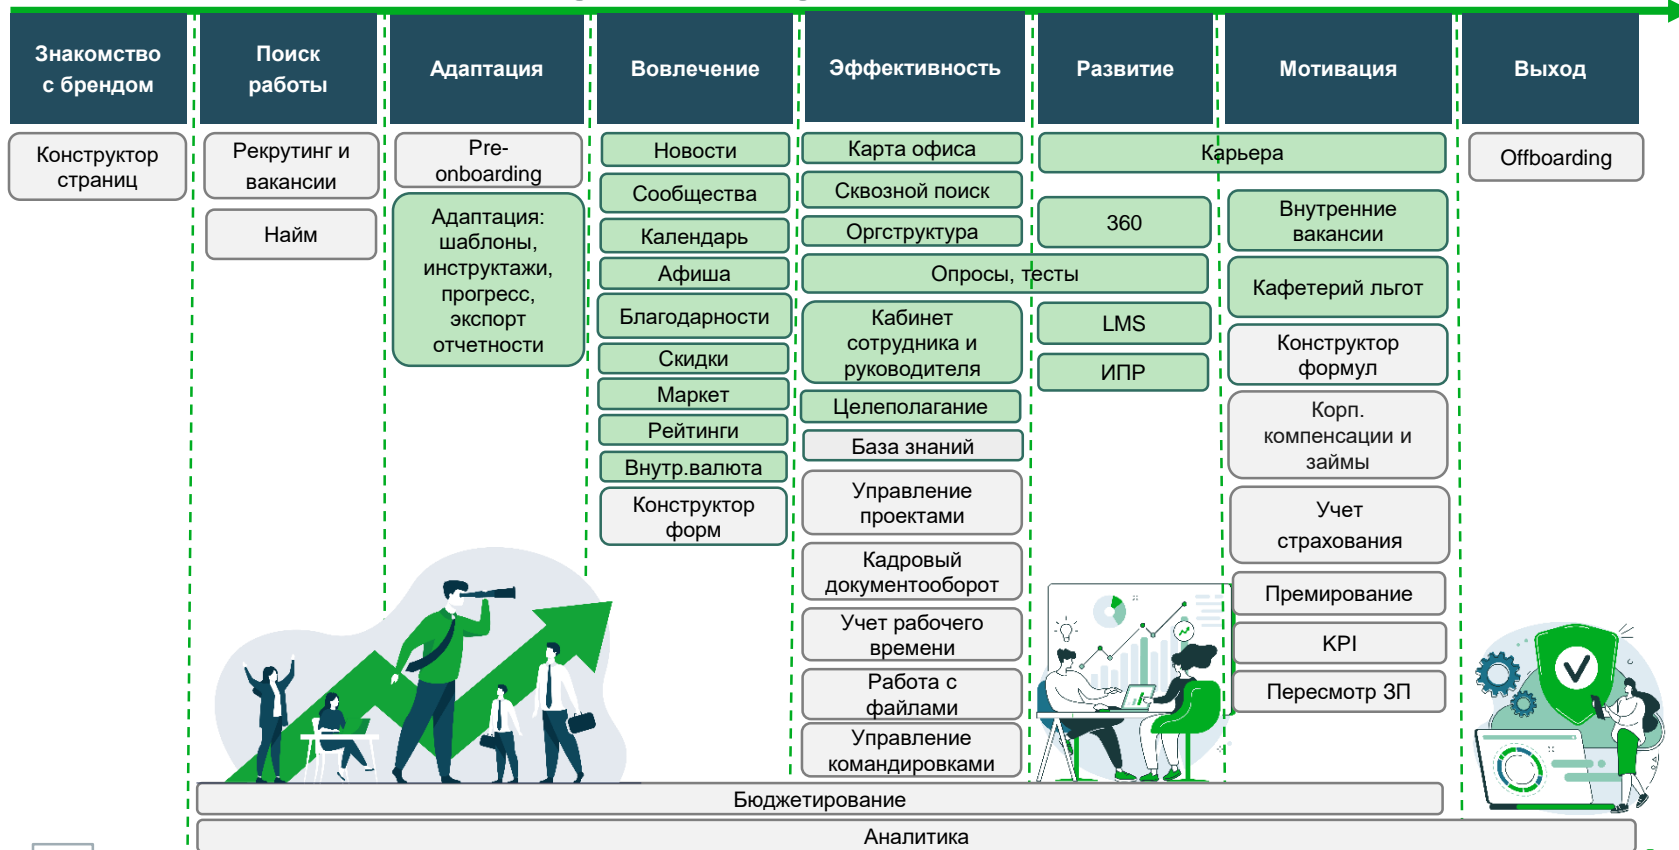 Знакомство
с брендом
Поиск
работы
Адаптация
Вовлечение
Эффективность
Развитие
Мотивация
Выход
Конструктор
страниц
Рекрутинг и
вакансии
Найм
Pre-
onboarding
Адаптация:
шаблоны,
инструктажи,
прогресс,
экспорт
отчетности
Новости
Сообщества
Календарь
Афиша
Благодарности
Скидки
Маркет
Рейтинги
Внутр.валюта
Конструктор
форм
Карта офиса
Сквозной поиск
Оргструктура
Опросы, тесты
Кабинет
сотрудника и
руководителя
Целеполагание
База знаний
Управление
проектами
Кадровый
документооборот
Учет рабочего
времени
Работа с
файлами
Управление
командировками
Карьера
360
LMS
ИПР
Внутренние
вакансии
Кафетерий льгот
Конструктор
формул
Корп.
компенсации и
займы
Учет
страхования
Премирование
KPI
Пересмотр ЗП
Offboarding
Бюджетирование
Аналитика